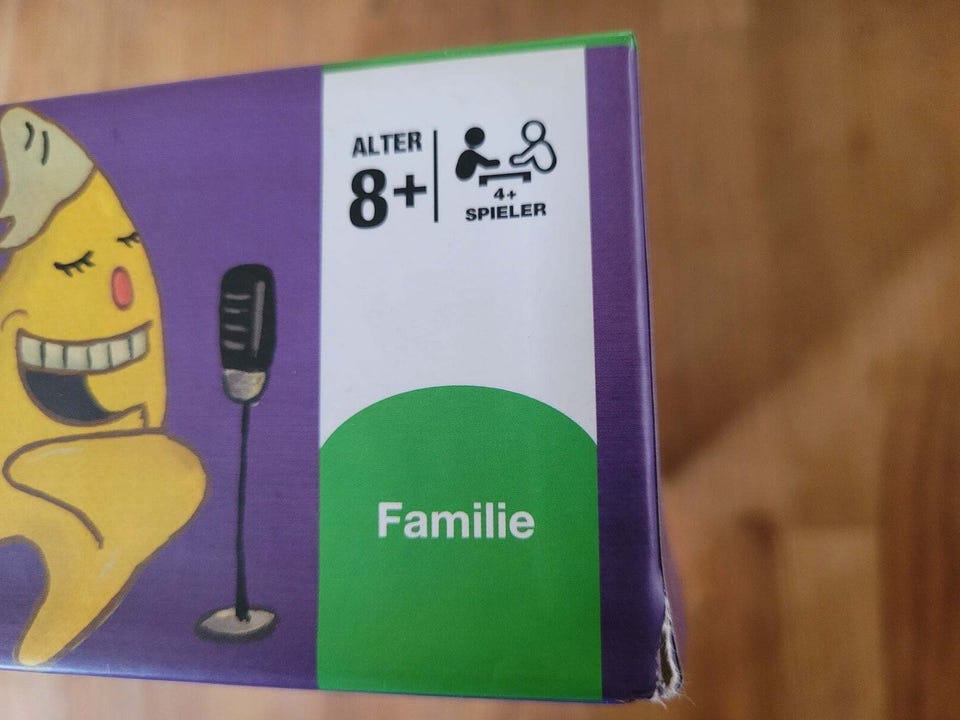 ALTER
8+
4+
SPIELER
Familie